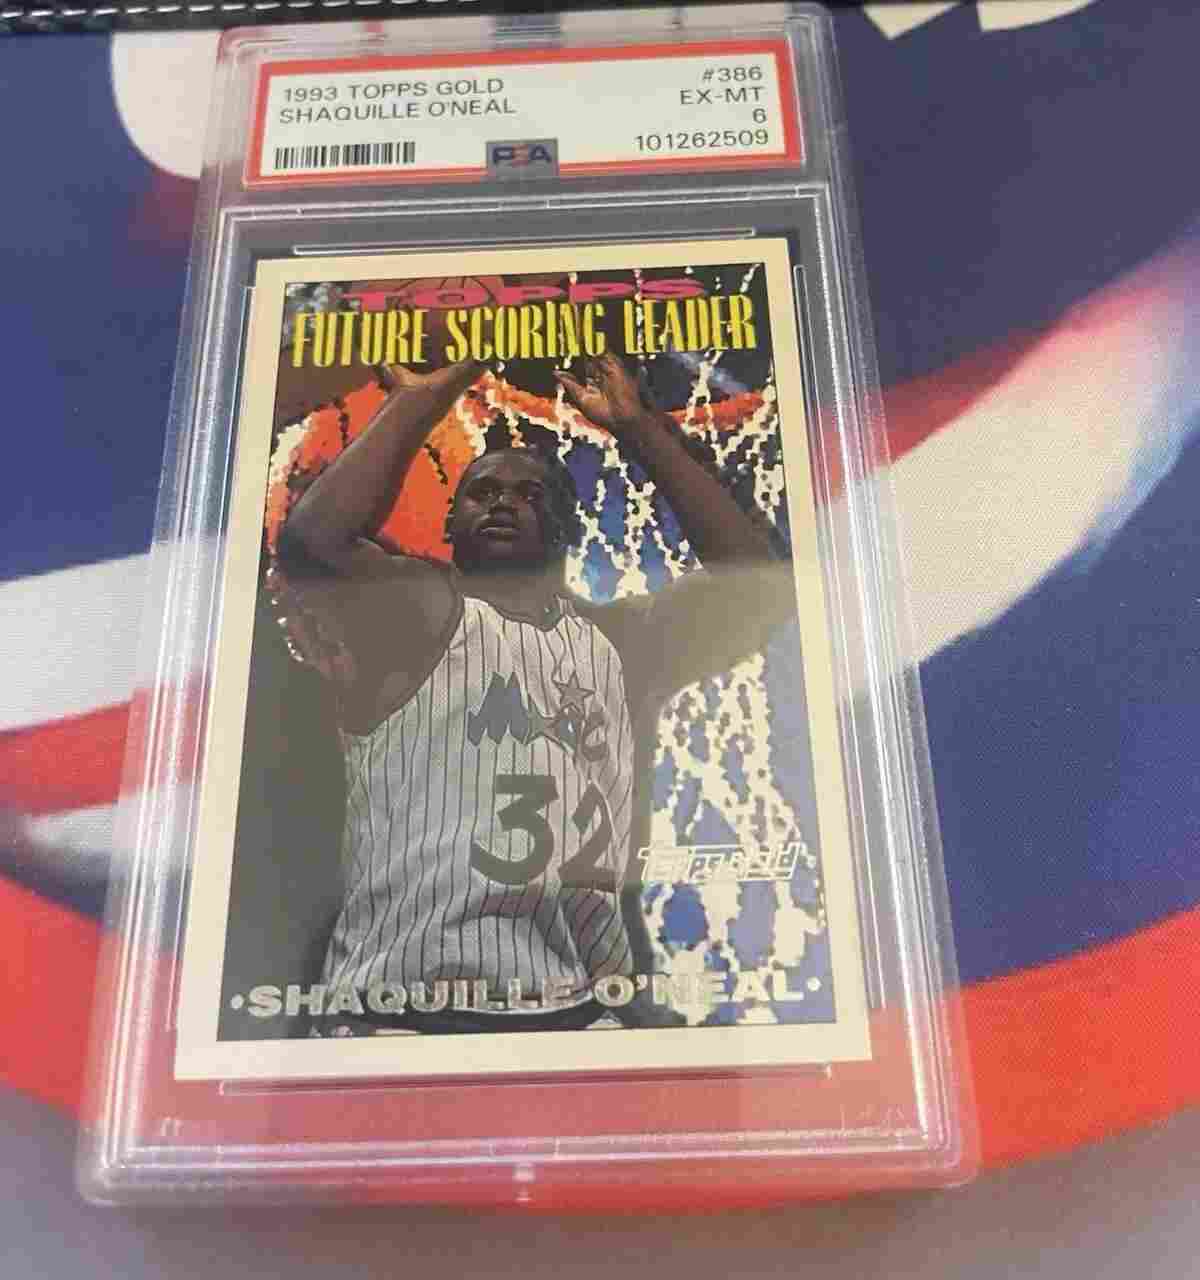 1993 TOPPS GOLD #386
SHAQUILLE O'NEAL EX-MT
6
PSA 101262509
TOPPS
FUTURE SCORING LEADER
MAGIC
32
Topps Gold
•SHAQUILLE O'NEAL•